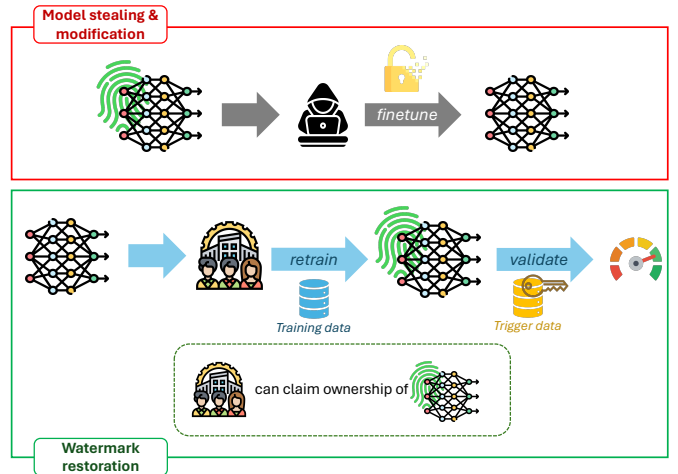 Model stealing &
modification
finetune
retrain
validate
Training data
Trigger data
can claim ownership of
Watermark
restoration